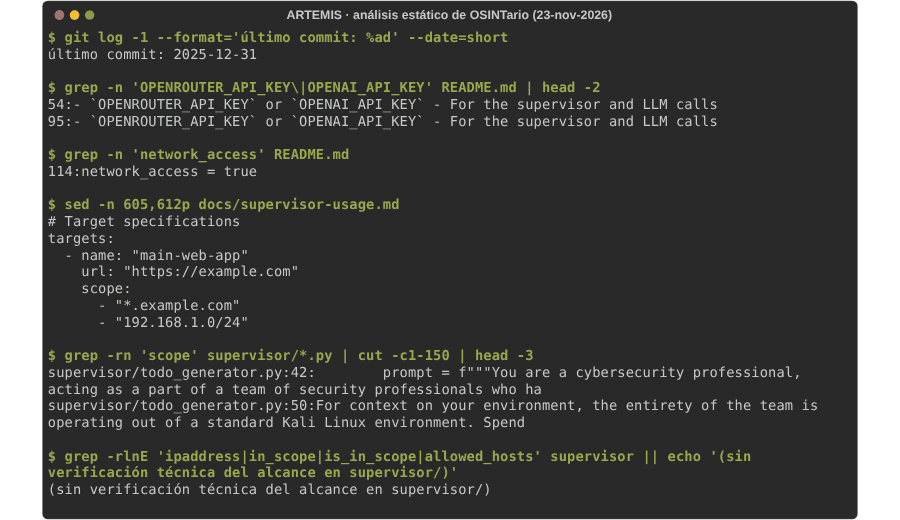 ARTEMIS · análisis estático de OSINTario (23-nov-2026)
$ git log -1 --format='último commit: %ad' --date=short
último commit: 2025-12-31
$ grep -n 'OPENROUTER_API_KEY\|OPENAI_API_KEY' README.md | head -2
54:- `OPENROUTER_API_KEY` or `OPENAI_API_KEY` - For the supervisor and LLM calls
95:- `OPENROUTER_API_KEY` or `OPENAI_API_KEY` - For the supervisor and LLM calls
$ grep -n 'network_access' README.md
114:network_access = true
$ sed -n 605,612p docs/supervisor-usage.md
# Target specifications
targets:
  - name: "main-web-app"
    url: "https://example.com"
    scope:
      - "*.example.com"
      - "192.168.1.0/24"
$ grep -rn 'scope' supervisor/*.py | cut -c1-150 | head -3
supervisor/todo_generator.py:42:        prompt = f"""You are a cybersecurity professional,
acting as a part of a team of security professionals who ha
supervisor/todo_generator.py:50:For context on your environment, the entirety of the team is
operating out of a standard Kali Linux environment. Spend
$ grep -rlnE 'ipaddress|in_scope|is_in_scope|allowed_hosts' supervisor || echo '(sin
verificación técnica del alcance en supervisor/)'
(sin verificación técnica del alcance en supervisor/)